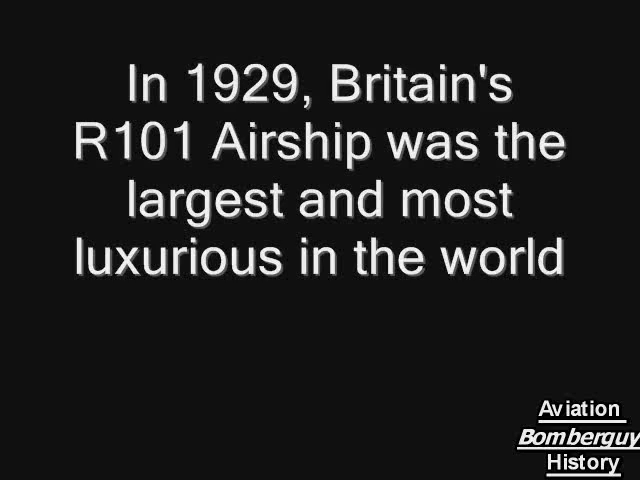 In 1929, Britain's
R101 Airship was the
largest and most
luxurious in the world
Aviation
Bomberguy
History